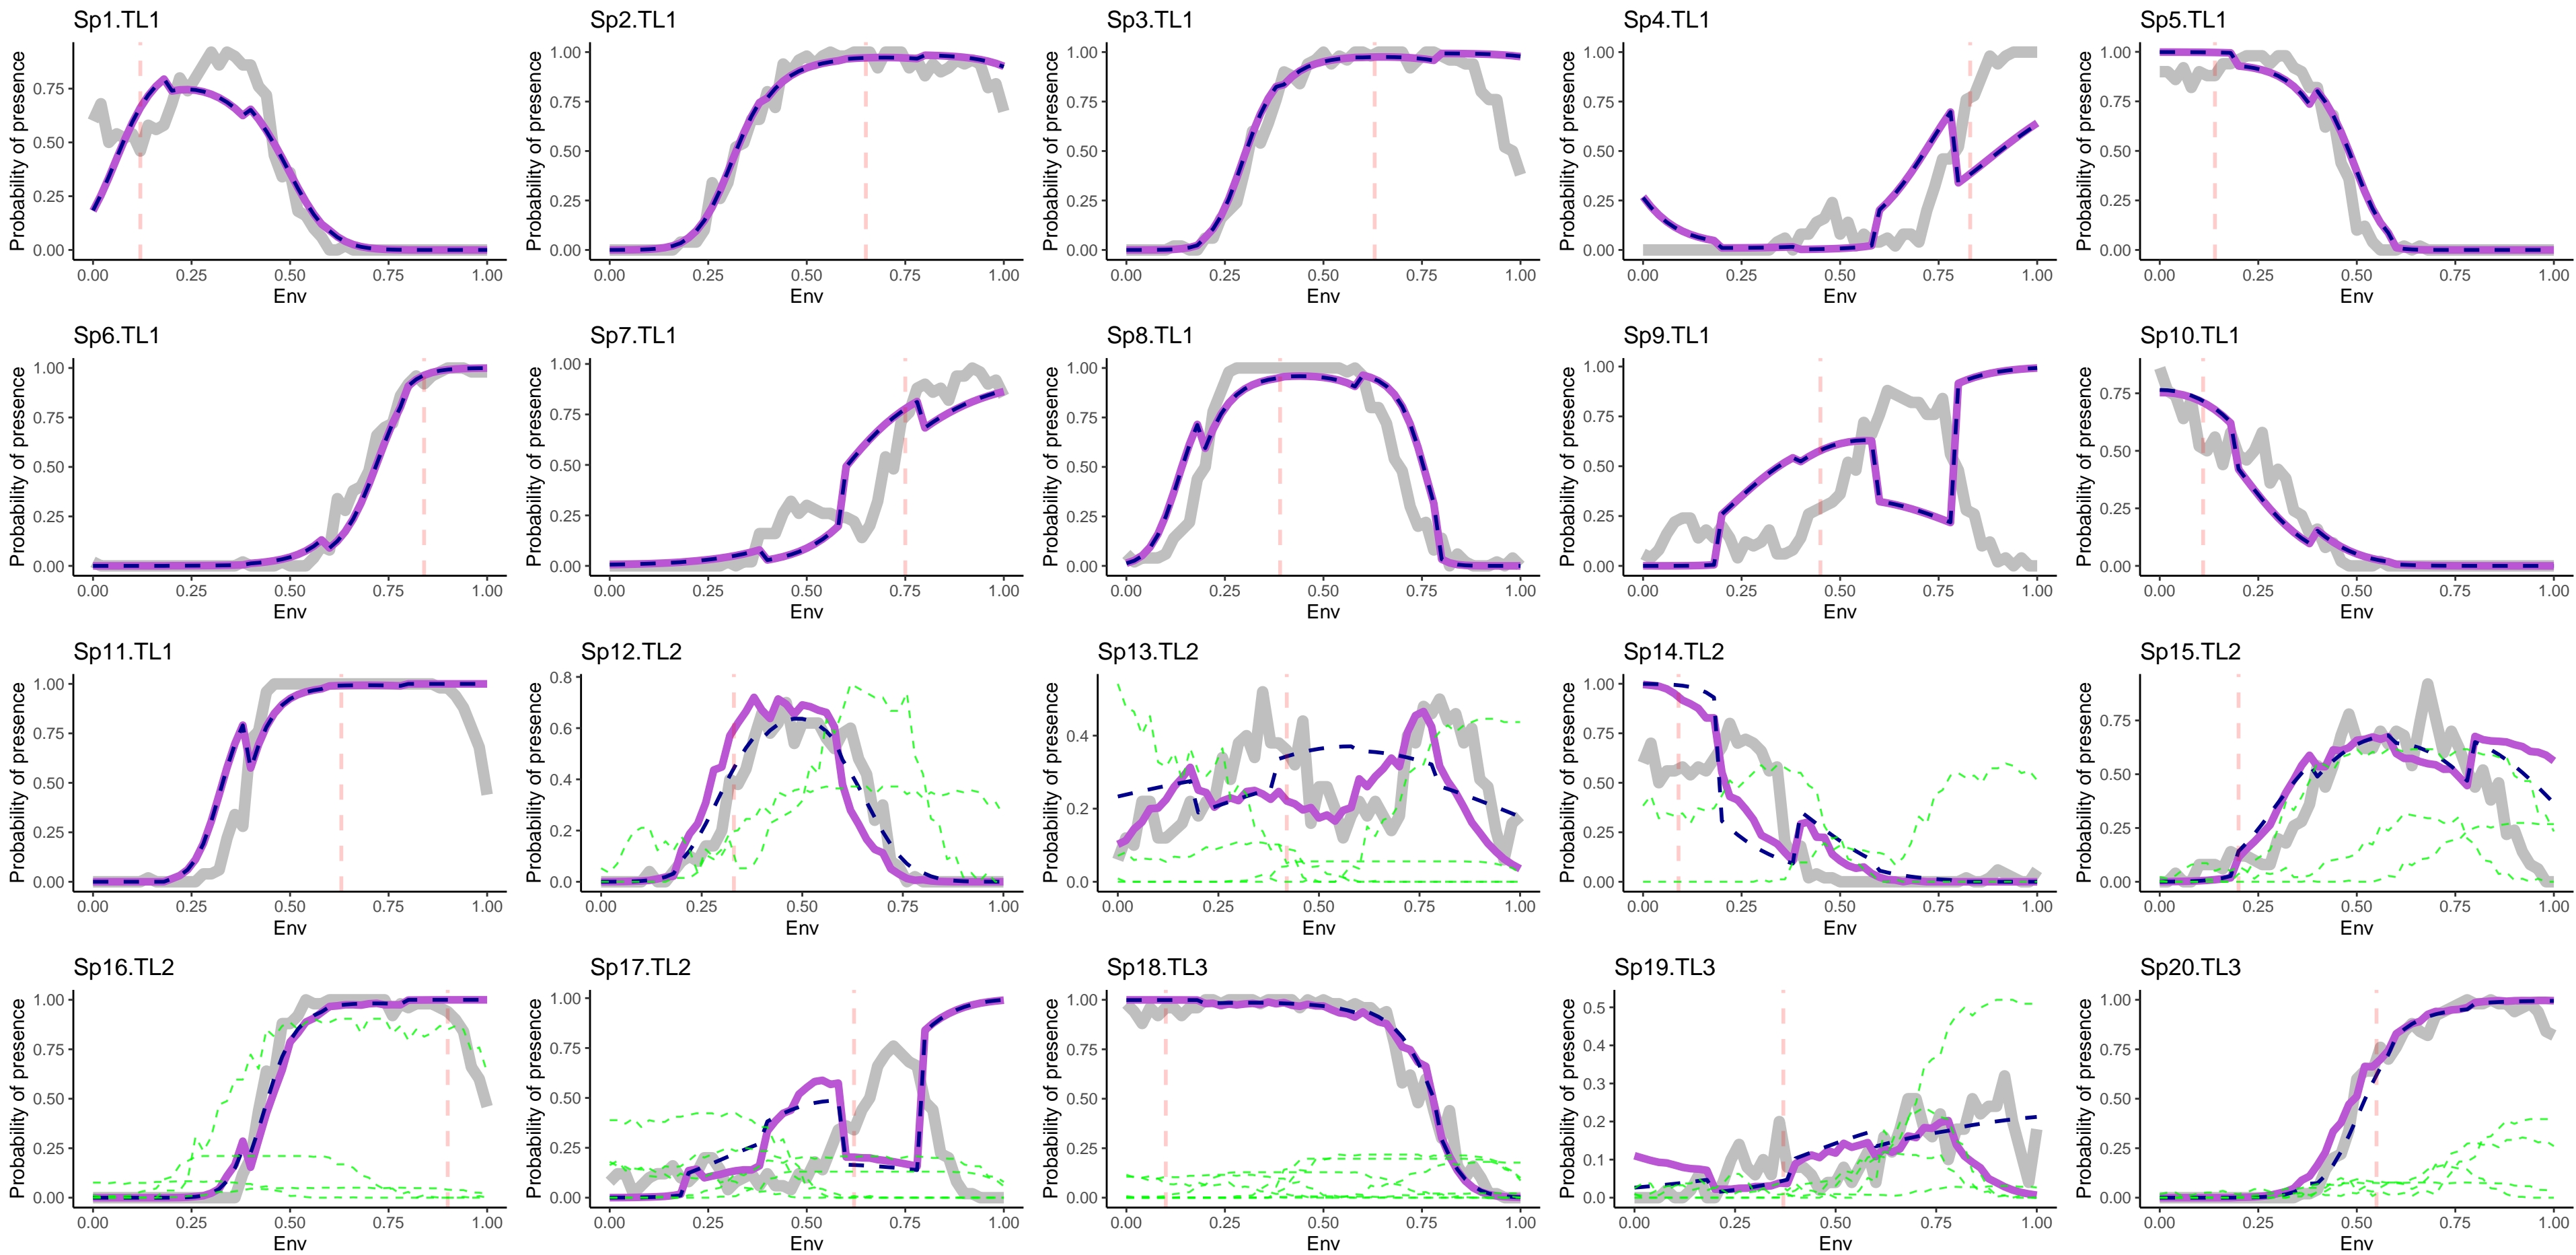 Sp1.TL1 Sp2.TL1 Sp3.TL1 Sp4.TL1 Sp5.TL1
Probability of presence 0.75 0.50 0.25 0.00
0.00 0.25 0.50 0.75 1.00
Env
Probability of presence 1.00 0.75 0.50 0.25 0.00
0.00 0.25 0.50 0.75 1.00
Env
Probability of presence 1.00 0.75 0.50 0.25 0.00
0.00 0.25 0.50 0.75 1.00
Env
Probability of presence 1.00 0.75 0.50 0.25 0.00
0.00 0.25 0.50 0.75 1.00
Env
Probability of presence 1.00 0.75 0.50 0.25 0.00
0.00 0.25 0.50 0.75 1.00
Env
Sp6.TL1 Sp7.TL1 Sp8.TL1 Sp9.TL1 Sp10.TL1
Probability of presence 1.00 0.75 0.50 0.25 0.00
0.00 0.25 0.50 0.75 1.00
Env
Probability of presence 1.00 0.75 0.50 0.25 0.00
0.00 0.25 0.50 0.75 1.00
Env
Probability of presence 1.00 0.75 0.50 0.25 0.00
0.00 0.25 0.50 0.75 1.00
Env
Probability of presence 1.00 0.75 0.50 0.25 0.00
0.00 0.25 0.50 0.75 1.00
Env
Probability of presence 0.75 0.50 0.25 0.00
0.00 0.25 0.50 0.75 1.00
Env
Sp11.TL1 Sp12.TL2 Sp13.TL2 Sp14.TL2 Sp15.TL2
Probability of presence 1.00 0.75 0.50 0.25 0.00
0.00 0.25 0.50 0.75 1.00
Env
Probability of presence 0.8 0.6 0.4 0.2 0.0
0.00 0.25 0.50 0.75 1.00
Env
Probability of presence 0.4 0.2 0.0
0.00 0.25 0.50 0.75 1.00
Env
Probability of presence 1.00 0.75 0.50 0.25 0.00
0.00 0.25 0.50 0.75 1.00
Env
Probability of presence 0.75 0.50 0.25 0.00
0.00 0.25 0.50 0.75 1.00
Env
Sp16.TL2 Sp17.TL2 Sp18.TL3 Sp19.TL3 Sp20.TL3
Probability of presence 1.00 0.75 0.50 0.25 0.00
0.00 0.25 0.50 0.75 1.00
Env
Probability of presence 1.00 0.75 0.50 0.25 0.00
0.00 0.25 0.50 0.75 1.00
Env
Probability of presence 1.00 0.75 0.50 0.25 0.00
0.00 0.25 0.50 0.75 1.00
Env
Probability of presence 0.5 0.4 0.3 0.2 0.1 0.0
0.00 0.25 0.50 0.75 1.00
Env
Probability of presence 1.00 0.75 0.50 0.25 0.00
0.00 0.25 0.50 0.75 1.00
Env